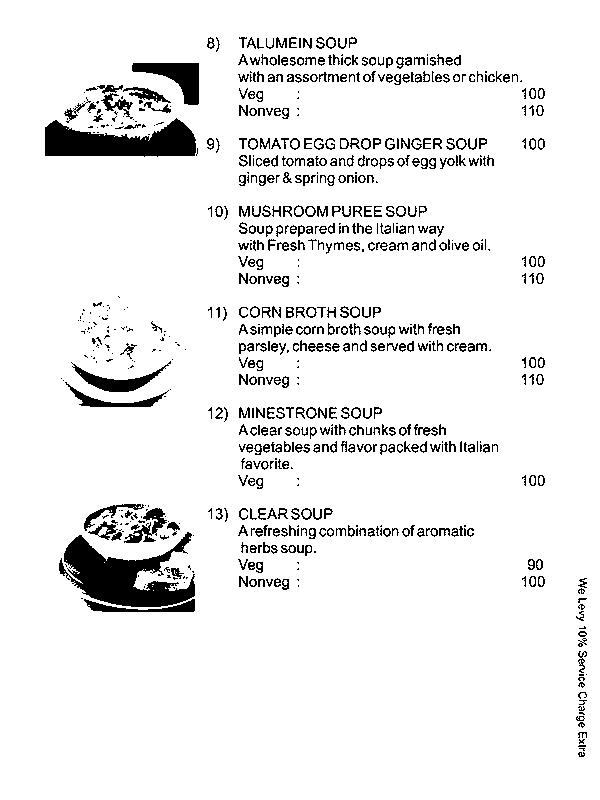 8) TALUMEIN SOUP
A wholesome thick soup garnished
with an assortment of vegetables or chicken.
Veg : 100
Nonveg : 110
9) TOMATO EGG DROP GINGER SOUP 100
Sliced tomato and drops of egg yolk with
ginger & spring onion.
10) MUSHROOM PUREE SOUP
Soup prepared in the Italian way
with Fresh Thymes, cream and olive oil.
Veg : 100
Nonveg : 110
11) CORN BROTH SOUP
A simple corn broth soup with fresh
parsley, cheese and served with cream.
Veg : 100
Nonveg : 110
12) MINESTRONE SOUP
A clear soup with chunks of fresh
vegetables and flavor packed with Italian
favorite.
Veg : 100
13) CLEAR SOUP
A refreshing combination of aromatic
herbs soup.
Veg : 90
Nonveg : 100
We Levy 10% Service Charge Extra